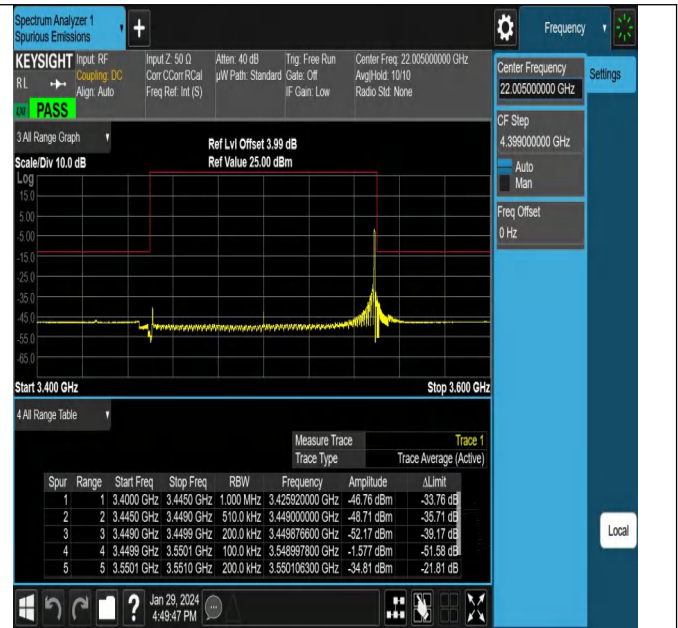 Spectrum Analyzer 1
Spurious Emissions
Frequency
KEYSIGHT Input: RF
RL
Coupling: DC
Align: Auto
Input Z: 50 Ω
Corr CCorr RCal
Freq Ref: Int (S)
Atten: 40 dB
µW Path: Standard
Trig: Free Run
Gate: Off
IF Gain: Low
Center Freq: 22.005000000 GHz
Avg|Hold: 10/10
Radio Std: None
PASS
Center Frequency
22.005000000 GHz
Settings
CF Step
4.399000000 GHz
Auto
Man
Freq Offset
0 Hz
Local
3 All Range Graph
Scale/Div 10.0 dB
Ref Lvl Offset 3.99 dB
Ref Value 25.00 dBm
Log
15.0
5.00
-5.00
-15.0
-25.0
-35.0
-45.0
-55.0
-65.0
Start 3.400 GHz
Stop 3.600 GHz
4 All Range Table
Measure Trace Trace 1
Trace Type Trace Average (Active)
Spur Range Start Freq Stop Freq RBW Frequency Amplitude ΔLimit
1 1 3.4000 GHz 3.4450 GHz 1.000 MHz 3.425920000 GHz -46.76 dBm -33.76 dB
2 2 3.4450 GHz 3.4490 GHz 510.0 kHz 3.449000000 GHz -48.71 dBm -35.71 dB
3 3 3.4490 GHz 3.4499 GHz 200.0 kHz 3.449876600 GHz -52.17 dBm -39.17 dB
4 4 3.4499 GHz 3.5501 GHz 100.0 kHz 3.548997800 GHz -1.577 dBm -51.58 dB
5 5 3.5501 GHz 3.5510 GHz 200.0 kHz 3.550106300 GHz -34.81 dBm -21.81 dB
Jan 29, 2024
4:49:47 PM